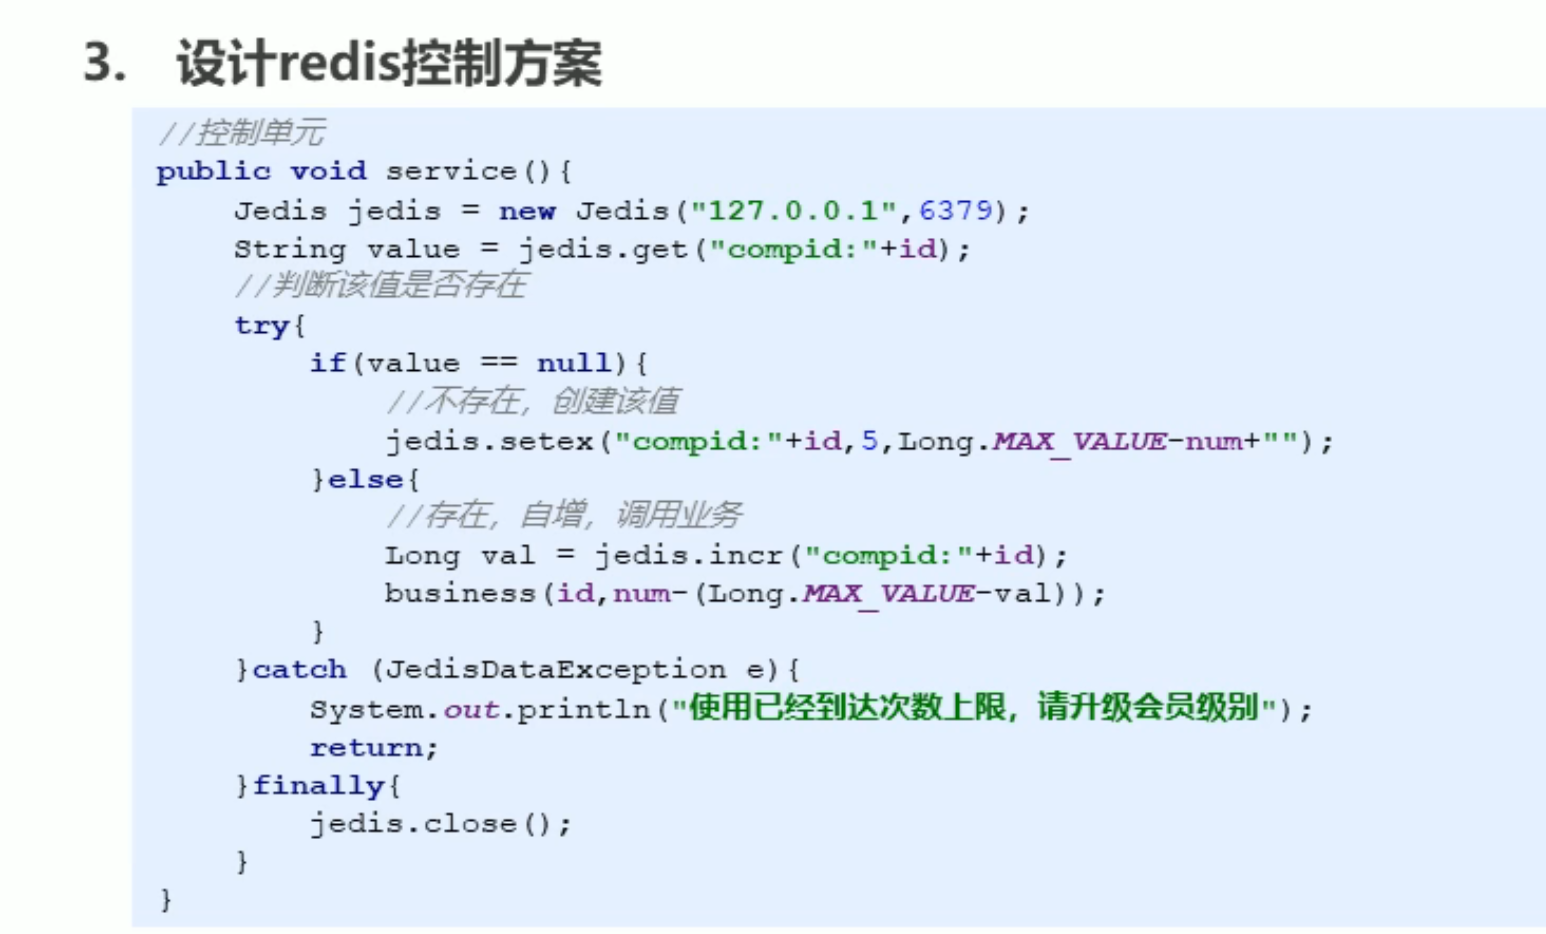 3. 设计redis控制方案
//控制单元
public void service(){
Jedis jedis = new Jedis("127.0.0.1",6379);
String value = jedis.get("compid:"+id);
//判断该值是否存在
try{
if(value == null){
//不存在，创建该值
jedis.setex("compid:"+id,5,Long.MAX_VALUE-num+"");
}else{
//存在，自增，调用业务
Long val = jedis.incr("compid:"+id);
business(id,num-(Long.MAX_VALUE-val));
}
}catch (JedisDataException e){
System.out.println("使用已经到达次数上限，请升级会员级别");
return;
}finally{
jedis.close();
}
}